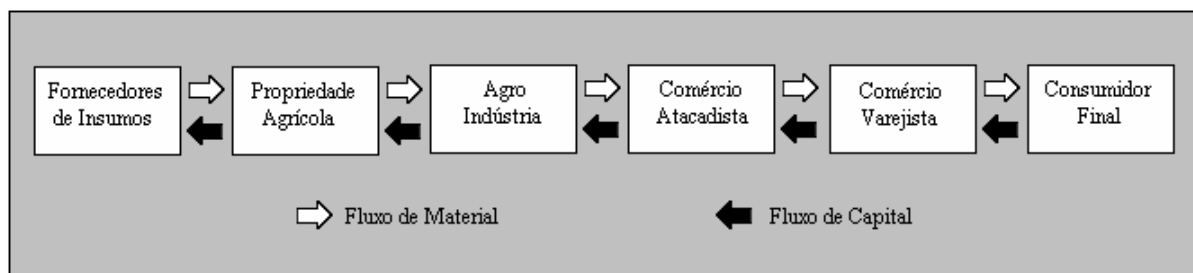 Fornecedores
de Insumos
Propriedade
Agrícola
Agro
Indústria
Comércio
Atacadista
Comércio
Varejista
Consumidor
Final
Fluxo de Material
Fluxo de Capital